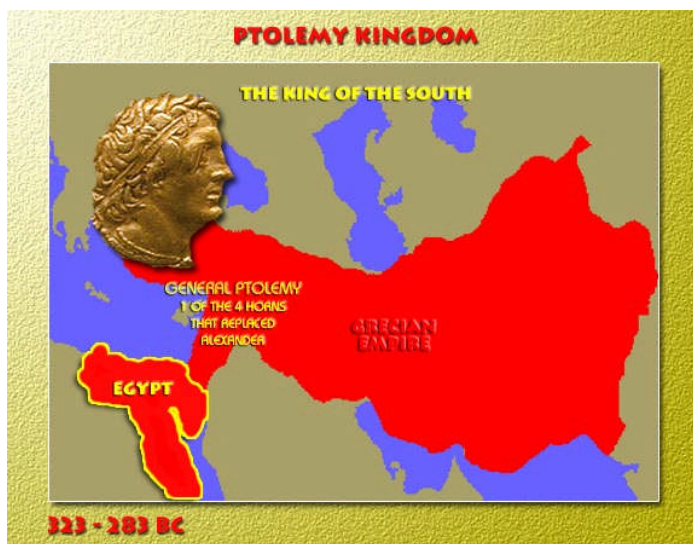 PTOLEMY KINGDOM
THE KING OF THE SOUTH
GENERAL PTOLEMY
1 OF THE 4 HORNS
THAT REPLACED
ALEXANDER
GRECIAN
EMPIRE
EGYPT
323 - 283 BC